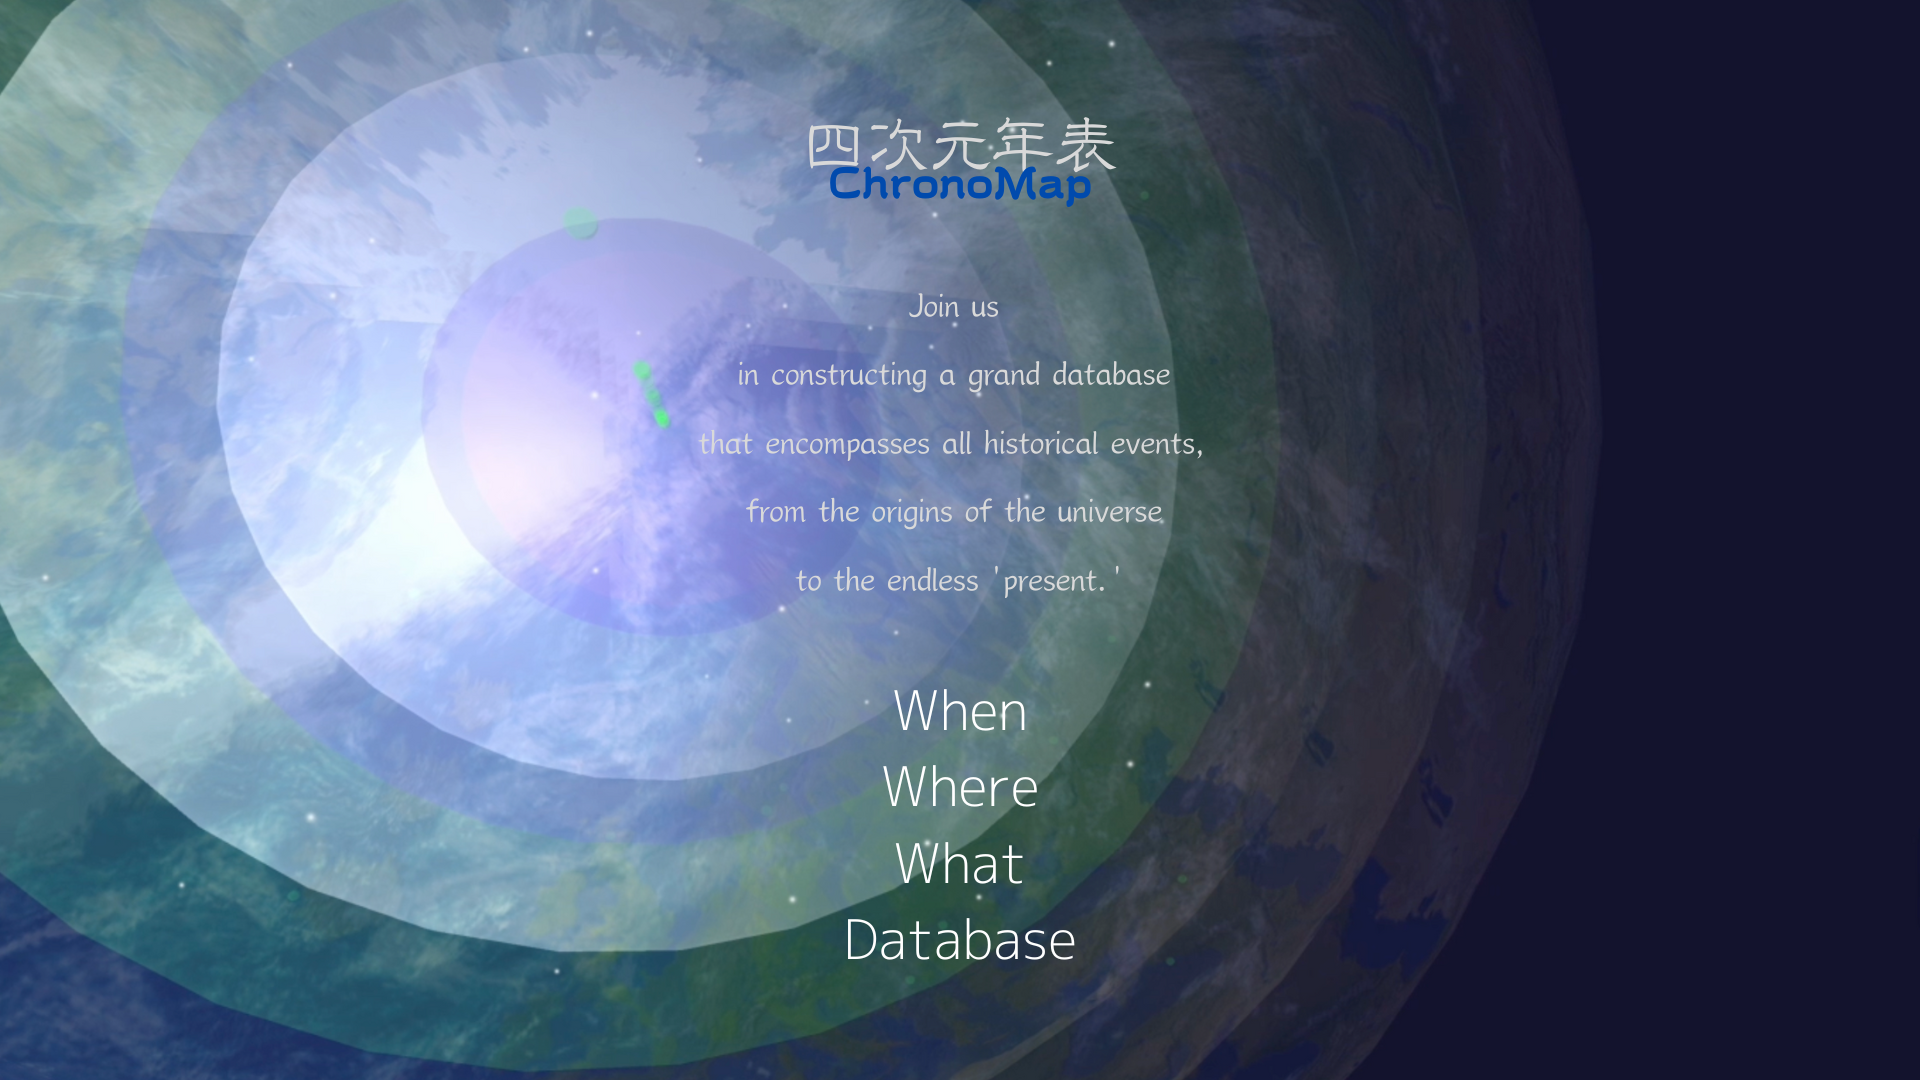 四次元年表
ChronoMap
Join us
in constructing a grand database
that encompasses all historical events,
from the origins of the universe
to the endless 'present.'
When
Where
What
Database